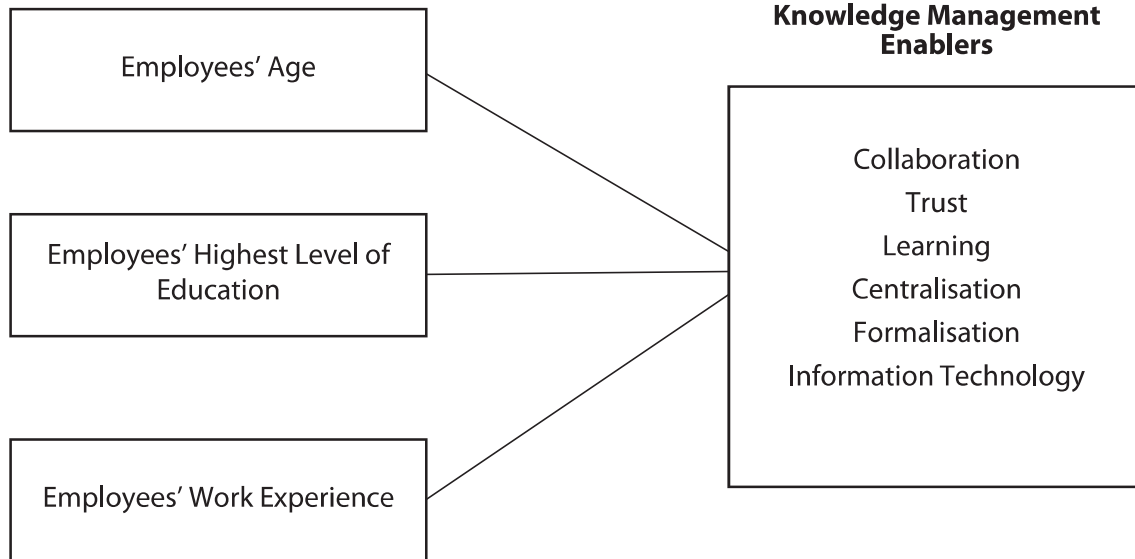 Employees’ Age
Employees’ Highest Level of
Education
Employees’ Work Experience
Knowledge Management
Enablers
Collaboration
Trust
Learning
Centralisation
Formalisation
Information Technology